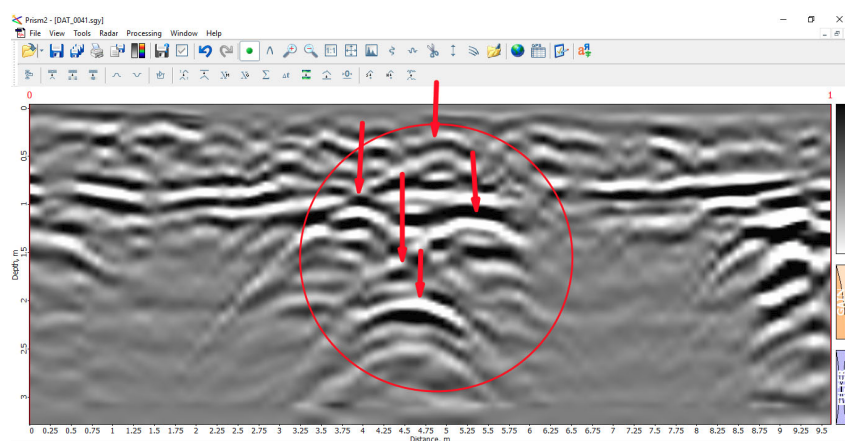 Prism2 - [DAT_0041.sgy]
File View Tools Radar Processing Window Help
0 1
0
0.5
1
1.5
2
2.5
3
Depth, m
0 0.25 0.5 0.75 1 1.25 1.5 1.75 2 2.25 2.5 2.75 3 3.25 3.5 3.75 4 4.25 4.5 4.75 5 5.25 5.5 5.75 6 6.25 6.5 6.75 7 7.25 7.5 7.75 8 8.25 8.5 8.75 9 9.25 9.5
Distance, m